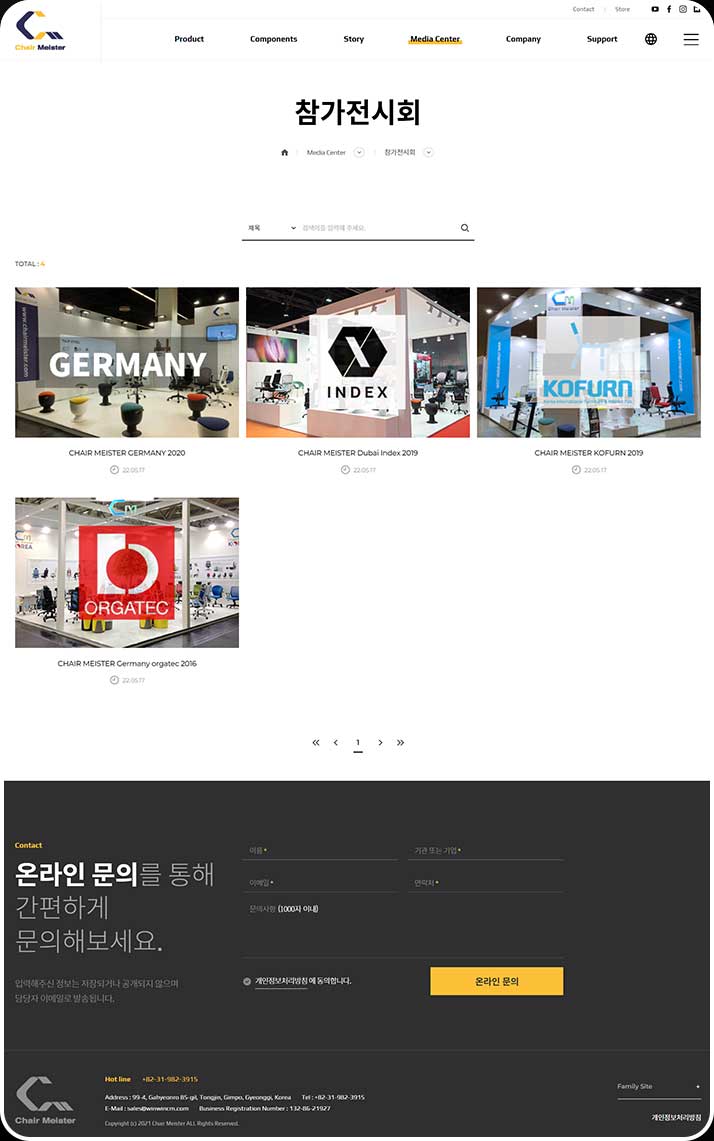 Contact
Store
Chair Meister
Product
Components
Story
Media Center
Company
Support
참가전시회
Media Center
참가전시회
제목
검색어를 입력해 주세요.
TOTAL : 4
www.chairmeister.com
GERMANY
INDEX
Chair Meister
KOFURN
CHAIR MEISTER GERMANY 2020
CHAIR MEISTER Dubai Index 2019
CHAIR MEISTER KOFURN 2019
22.05.17
22.05.17
22.05.17
ORGATEC
CHAIR MEISTER Germany orgatec 2016
22.05.17
1
Contact
온라인 문의를 통해
간편하게
문의해보세요.
입력해주신 정보는 저장되거나 공개되지 않으며
담당자 이메일로 발송됩니다.
이름 *
기관 또는 기업 *
이메일 *
연락처 *
문의사항 (1000자 이내)
개인정보처리방침 에 동의합니다.
온라인 문의
Chair Meister
Hot line +82-31-982-3915
Address : 99-4, Gahyeonro 85-gil, Tongjin, Gimpo, Gyeonggi, Korea Tel : +82-31-982-3915
E-Mail : sales@winwincm.com Business Registration Number : 132-86-21927
Copyright (c) 2021 Chair Meister ALL Rights Reserved.
Family Site +
개인정보처리방침